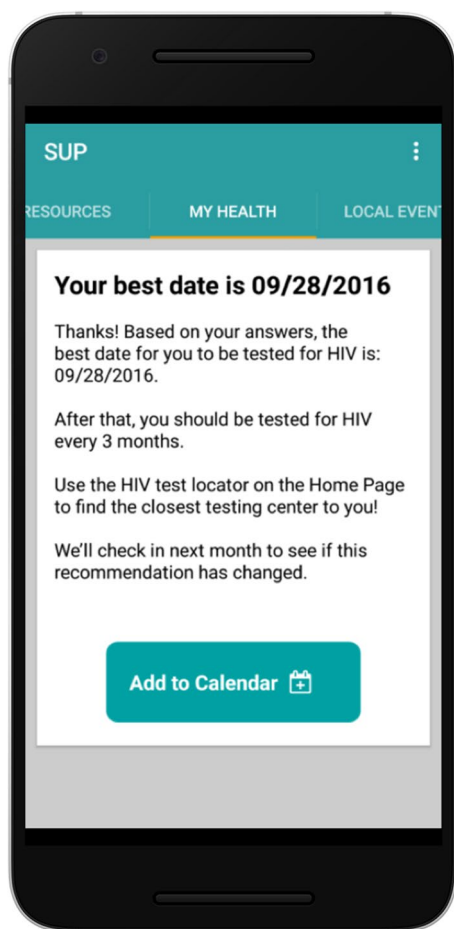 SUP
RESOURCES MY HEALTH LOCAL EVENT
Your best date is 09/28/2016
Thanks! Based on your answers, the
best date for you to be tested for HIV is:
09/28/2016.
After that, you should be tested for HIV
every 3 months.
Use the HIV test locator on the Home Page
to find the closest testing center to you!
We'll check in next month to see if this
recommendation has changed.
Add to Calendar